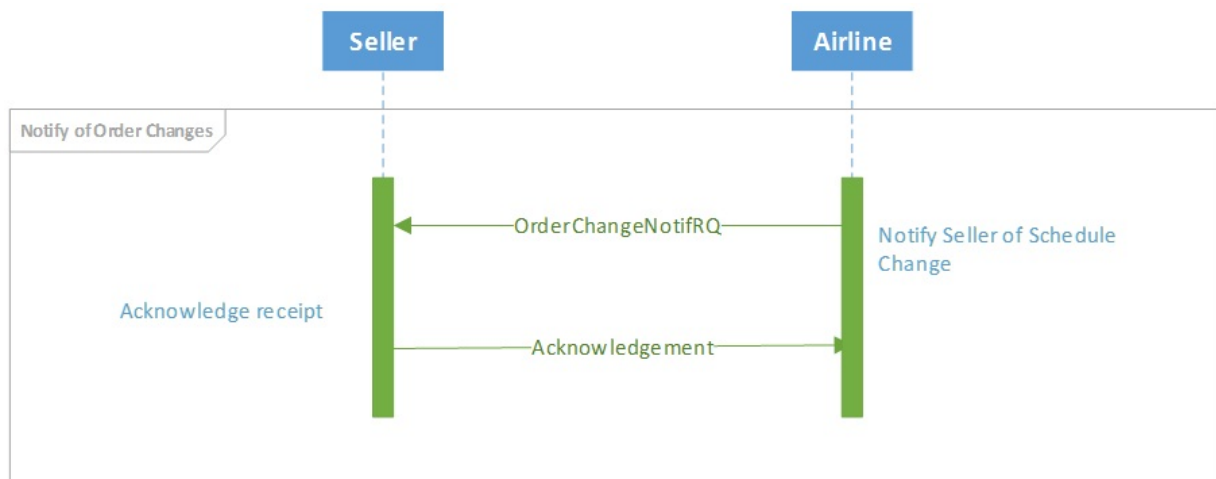 Seller
Airline
Notify of Order Changes
OrderChangeNotifRQ
Notify Seller of Schedule
Change
Acknowledge receipt
Acknowledgement